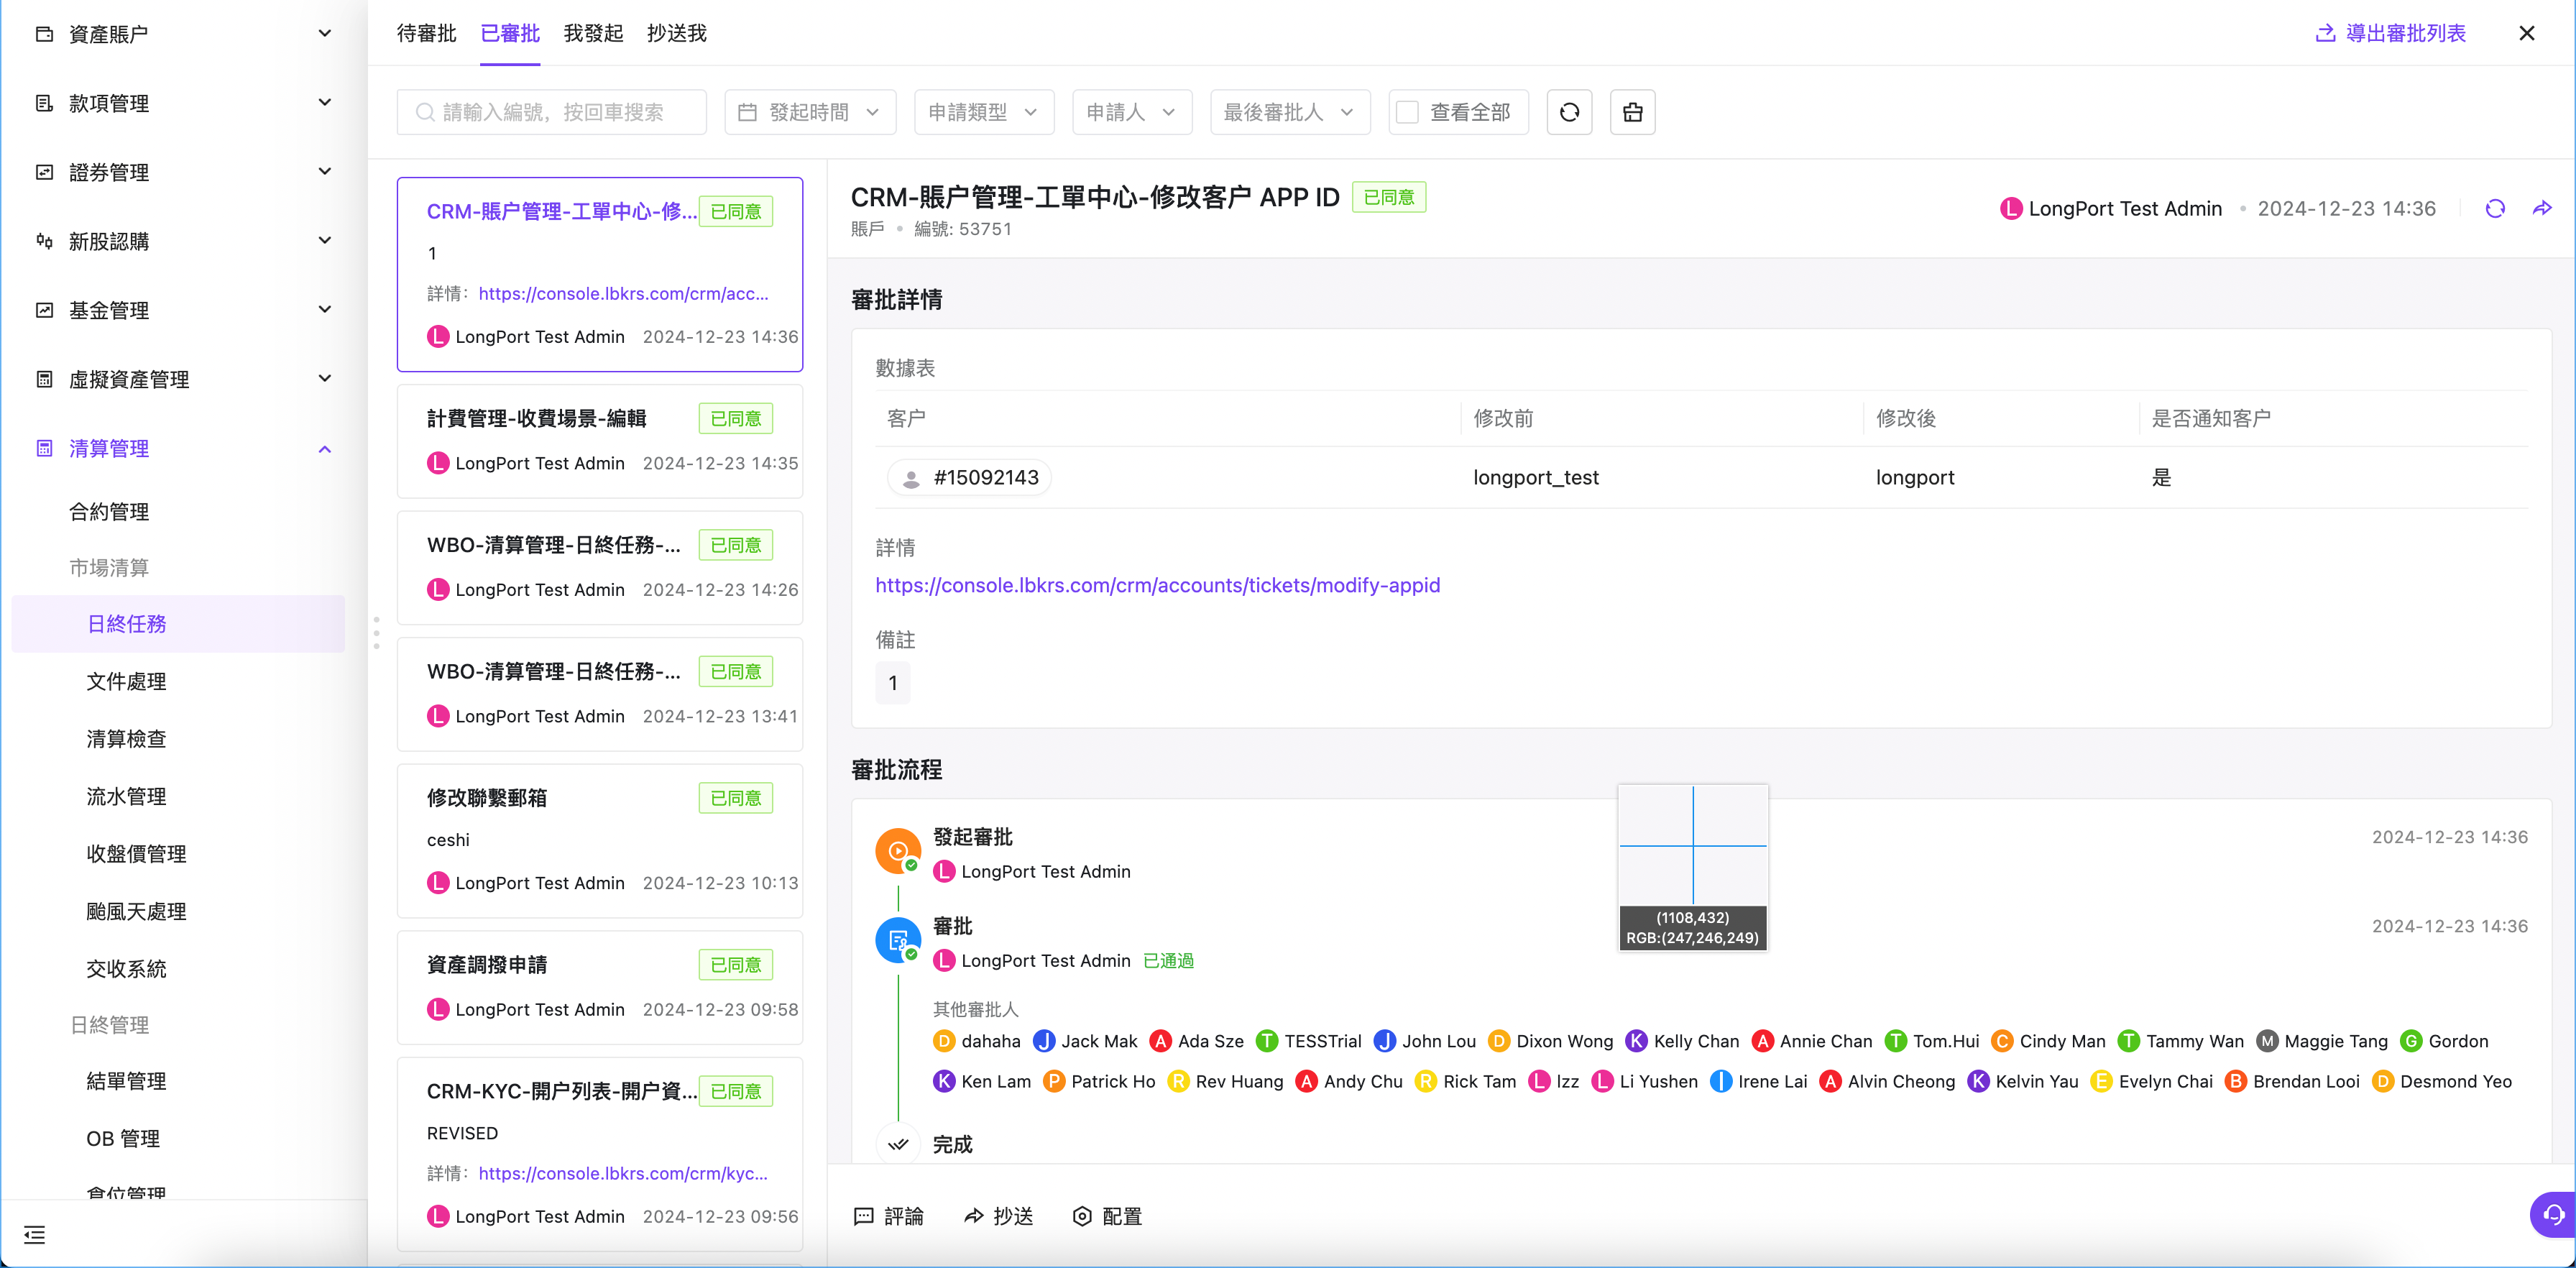 資產賬户
款項管理
證券管理
新股認購
基金管理
虛擬資產管理
清算管理
合約管理
市場清算
日終任務
文件處理
清算檢查
流水管理
收盤價管理
颱風天處理
交收系統
日終管理
結單管理
OB 管理
倉位管理
待審批 已審批 我發起 抄送我
導出審批列表
請輸入編號，按回車搜索 發起時間 申請類型 申請人 最後審批人 查看全部
CRM-賬户管理-工單中心-修... 已同意
1
詳情： https://console.lbkrs.com/crm/acc...
L LongPort Test Admin 2024-12-23 14:36
計費管理-收費場景-編輯 已同意
L LongPort Test Admin 2024-12-23 14:35
WBO-清算管理-日終任務-... 已同意
L LongPort Test Admin 2024-12-23 14:26
WBO-清算管理-日終任務-... 已同意
L LongPort Test Admin 2024-12-23 13:41
修改聯繫郵箱 已同意
ceshi
L LongPort Test Admin 2024-12-23 10:13
資產調撥申請 已同意
L LongPort Test Admin 2024-12-23 09:58
CRM-KYC-開户列表-開户資... 已同意
REVISED
詳情： https://console.lbkrs.com/crm/kyc...
L LongPort Test Admin 2024-12-23 09:56
CRM-賬户管理-工單中心-修改客户 APP ID 已同意
賬戶 • 編號: 53751
L LongPort Test Admin • 2024-12-23 14:36
審批詳情
數據表
客户 修改前 修改後 是否通知客户
#15092143 longport_test longport 是
詳情
https://console.lbkrs.com/crm/accounts/tickets/modify-appid
備註
1
審批流程
發起審批 2024-12-23 14:36
L LongPort Test Admin
(1108,432)
RGB:(247,246,249)
審批 2024-12-23 14:36
L LongPort Test Admin 已通過
其他審批人
D dahaha J Jack Mak A Ada Sze T TESSTrial J John Lou D Dixon Wong K Kelly Chan A Annie Chan T Tom.Hui C Cindy Man T Tammy Wan M Maggie Tang G Gordon
K Ken Lam P Patrick Ho R Rev Huang A Andy Chu R Rick Tam L lzz L Li Yushen I Irene Lai A Alvin Cheong K Kelvin Yau E Evelyn Chai B Brendan Looi D Desmond Yeo
完成
評論 抄送 配置